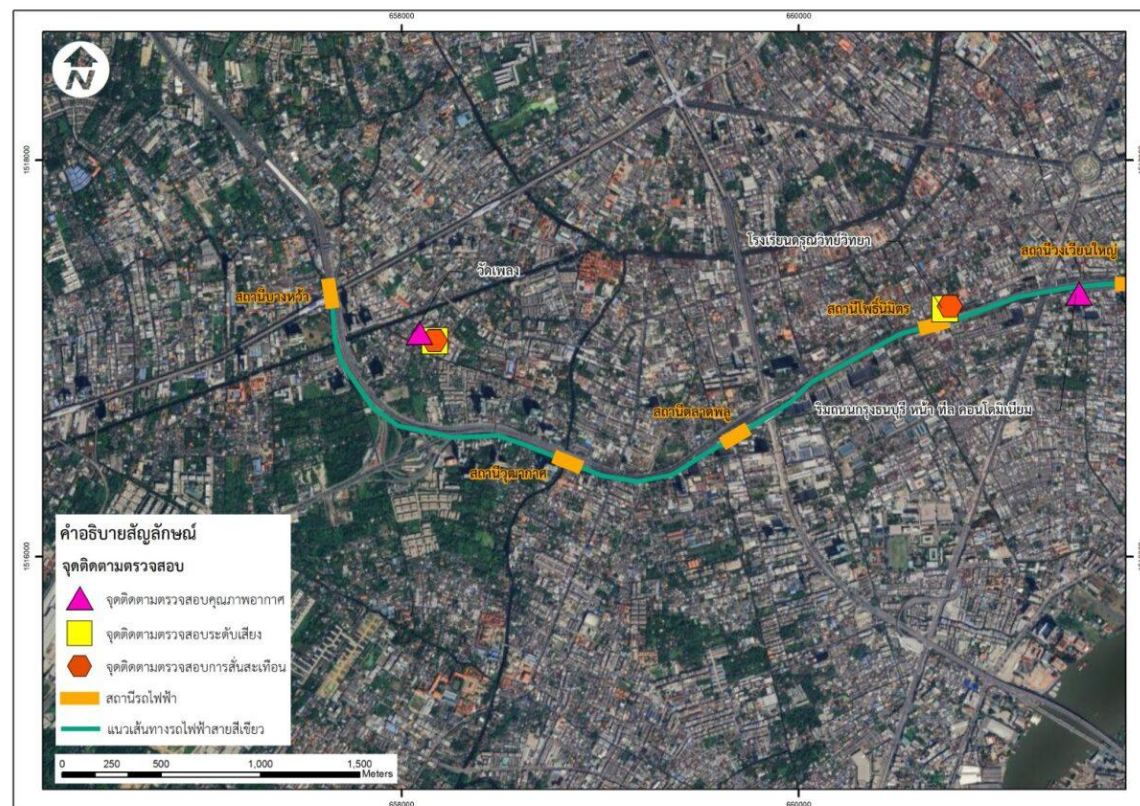 658000
660000
N
1518000
โรงเรียนดรุณวิทย์วิทยา
สถานีวงเวียนใหญ่
วัดเพลง
สถานีบางหว้า
สถานีโพธิ์นิมิตร
สถานีตลาดพลู
ริมถนนกรุงธนบุรี หน้า ทีล คอนโดมิเนียม
สถานีวุฒากาศ
คำอธิบายสัญลักษณ์
จุดติดตามตรวจสอบ
จุดติดตามตรวจสอบคุณภาพอากาศ
จุดติดตามตรวจสอบระดับเสียง
จุดติดตามตรวจสอบการสั่นสะเทือน
สถานีรถไฟฟ้า
แนวเส้นทางรถไฟฟ้าสายสีเขียว
0 250 500 1,000 1,500
Meters
1516000
658000
660000